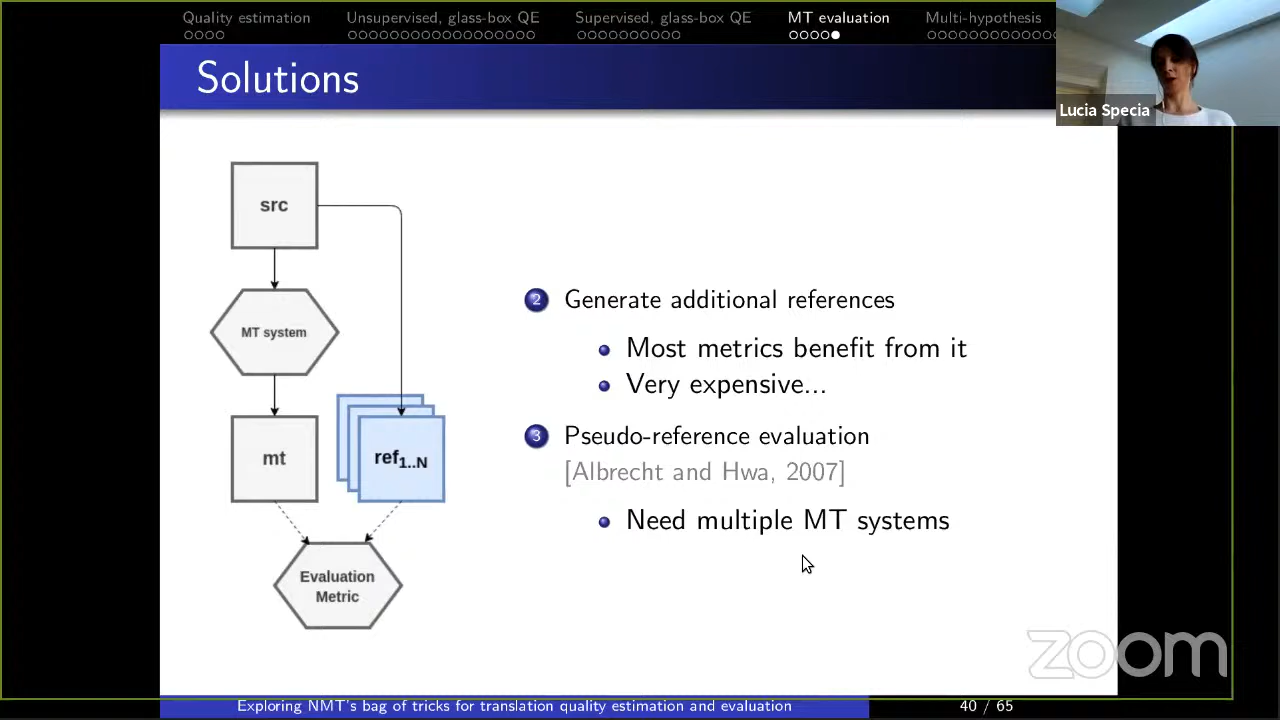 Quality estimation
Unsupervised, glass-box QE
Supervised, glass-box QE
MT evaluation
Multi-hypothesis
Lucia Specia
Solutions
src
MT system
mt
ref1..N
Evaluation
Metric
2 Generate additional references
Most metrics benefit from it
Very expensive...
3 Pseudo-reference evaluation
[Albrecht and Hwa, 2007]
Need multiple MT systems
zoom
Exploring NMT's bag of tricks for translation quality estimation and evaluation
40 / 65